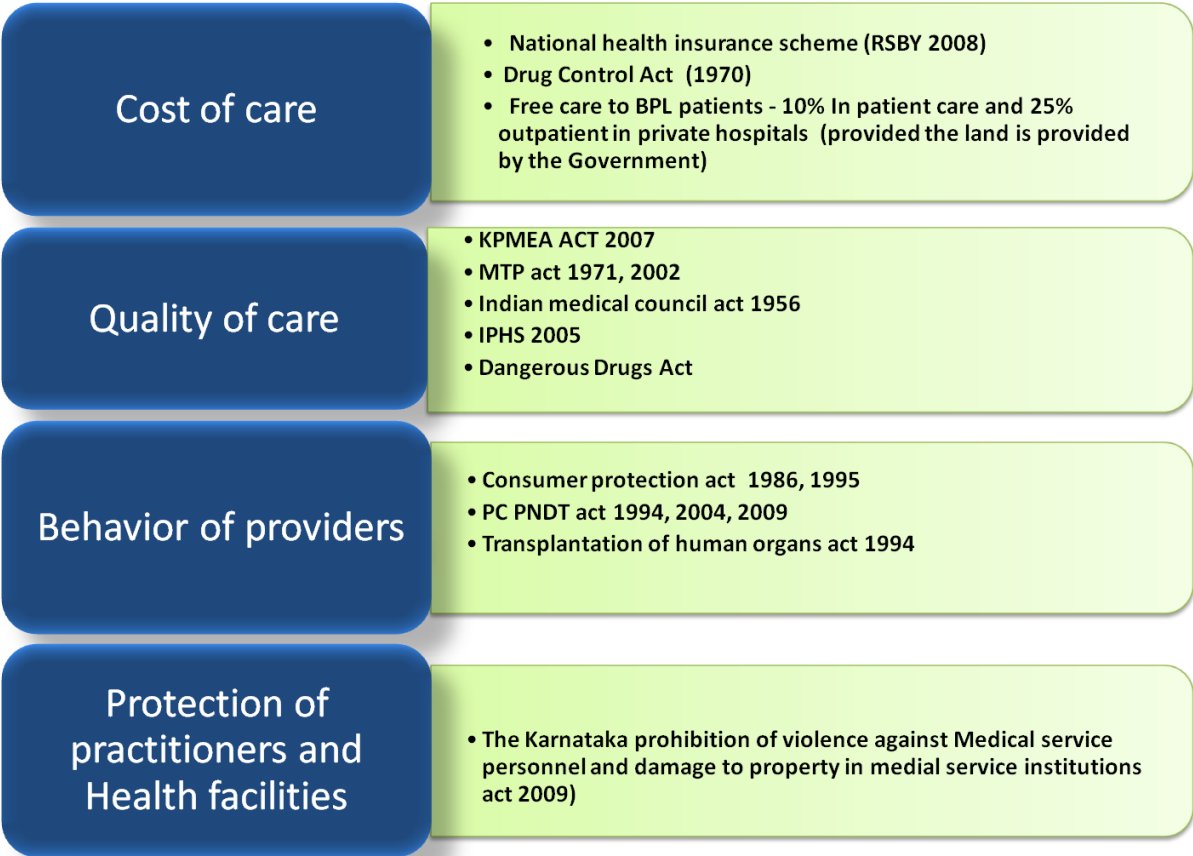 Cost of care
• National health insurance scheme (RSBY 2008)
• Drug Control Act (1970)
• Free care to BPL patients - 10% In patient care and 25%
outpatient in private hospitals (provided the land is provided
by the Government)
Quality of care
• KPMEA ACT 2007
• MTP act 1971, 2002
• Indian medical council act 1956
• IPHS 2005
• Dangerous Drugs Act
Behavior of providers
• Consumer protection act 1986, 1995
• PC PNDT act 1994, 2004, 2009
• Transplantation of human organs act 1994
Protection of
practitioners and
Health facilities
• The Karnataka prohibition of violence against Medical service
personnel and damage to property in medial service institutions
act 2009)